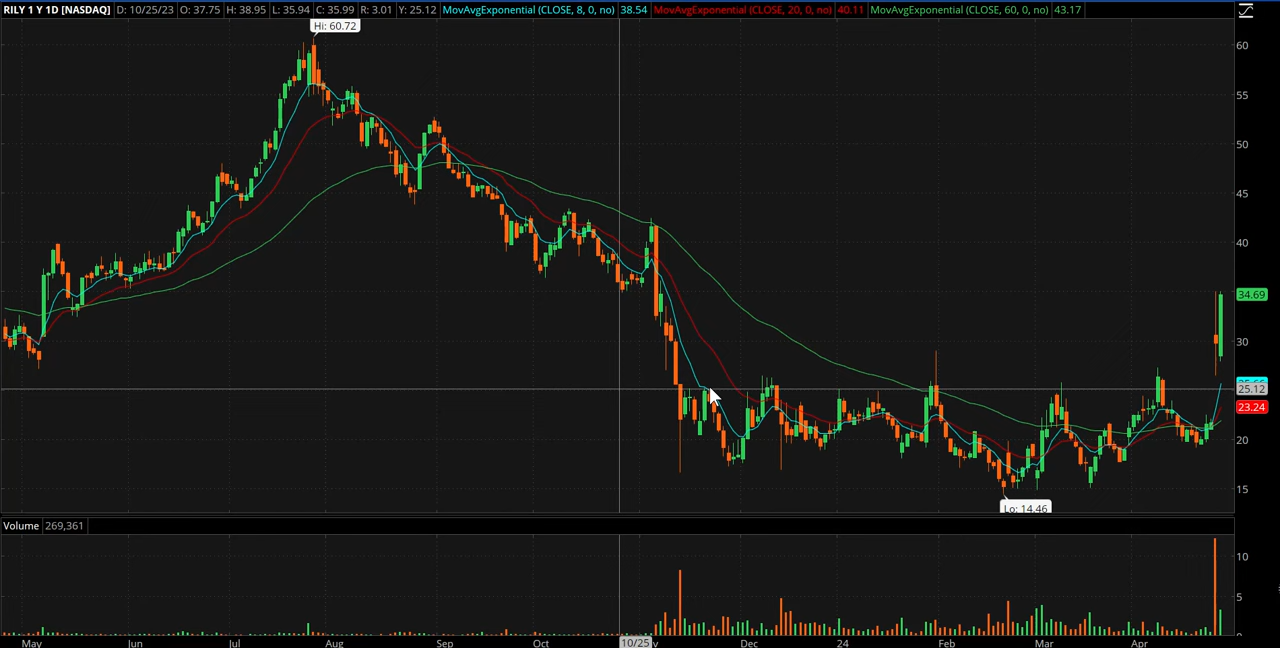 RILY 1 Y 1D [NASDAQ] D: 10/25/23 O: 37.75 H: 38.95 L: 35.94 C: 35.99 R: 3.01 Y: 25.12 MovAvgExponential (CLOSE, 8, 0, no) 38.54 MovAvgExponential (CLOSE, 20, 0, no) 40.11 MovAvgExponential (CLOSE, 60, 0, no) 43.17
Hi: 60.72
60
55
50
45
40
34.69
30
25.12
23.24
20
15
Lo: 14.46
Volume 269,361
10
5
0
May Jun Jul Aug Sep Oct 10/25 Dec 24 Feb Mar Apr